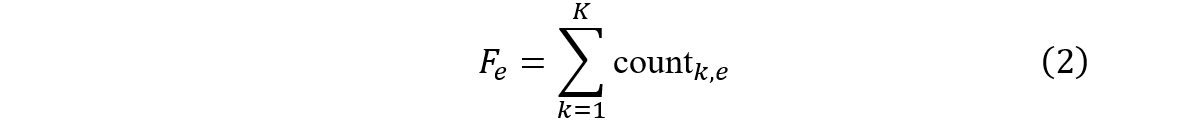 $F_e = \sum_{k=1}^{K} \text{count}_{k,e}$ (2)